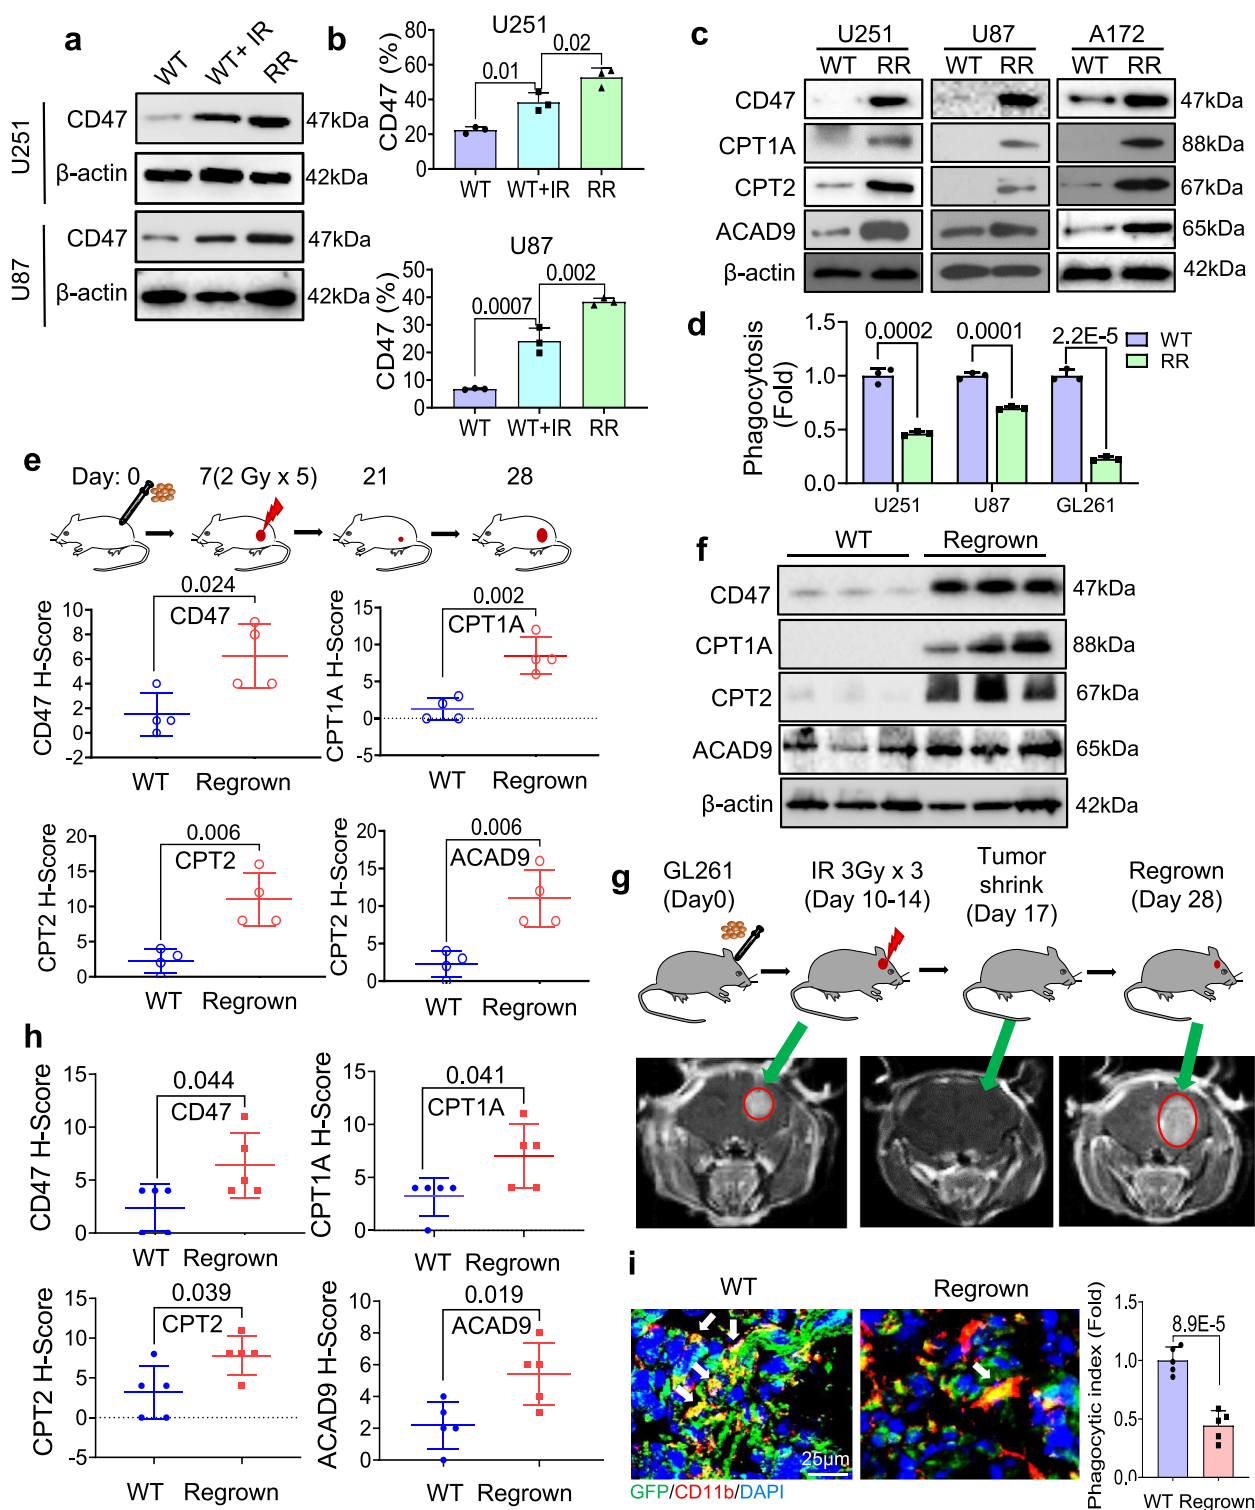 a
WT
WT+ IR
RR
U251
CD47
47kDa
β-actin
42kDa
U87
CD47
47kDa
β-actin
42kDa
b
U251
CD47 (%)
80
60
40
20
0
0.01
0.02
WT
WT+IR
RR
U87
CD47 (%)
50
40
30
20
10
0
0.0007
0.002
WT
WT+IR
RR
c
U251
U87
A172
WT RR WT RR WT RR
CD47
47kDa
CPT1A
88kDa
CPT2
67kDa
ACAD9
65kDa
β-actin
42kDa
d
Phagocytosis
(Fold)
1.5
1.0
0.5
0.0
0.0002
0.0001
2.2E-5
WT
RR
U251
U87
GL261
e
Day: 0
7(2 Gy x 5)
21
28
CD47 H-Score
10
8
6
4
2
0
-2
0.024
CD47
WT Regrown
CPT1A H-Score
15
10
5
0
-5
0.002
CPT1A
WT Regrown
CPT2 H-Score
20
15
10
5
0
0.006
CPT2
WT Regrown
CPT2 H-Score
20
15
10
5
0
0.006
ACAD9
WT Regrown
f
WT
Regrown
CD47
47kDa
CPT1A
88kDa
CPT2
67kDa
ACAD9
65kDa
β-actin
42kDa
g
GL261
(Day0)
IR 3Gy x 3
(Day 10-14)
Tumor
shrink
(Day 17)
Regrown
(Day 28)
h
CD47 H-Score
15
10
5
0
0.044
CD47
WT Regrown
CPT1A H-Score
15
10
5
0
0.041
CPT1A
WT Regrown
CPT2 H-Score
15
10
5
0
-5
0.039
CPT2
WT Regrown
ACAD9 H-Score
10
8
6
4
2
0
0.019
ACAD9
WT Regrown
i
WT
Regrown
25μm
GFP/CD11b/DAPI
Phagocytic index (Fold)
1.5
1.0
0.5
0.0
8.9E-5
WT Regrown